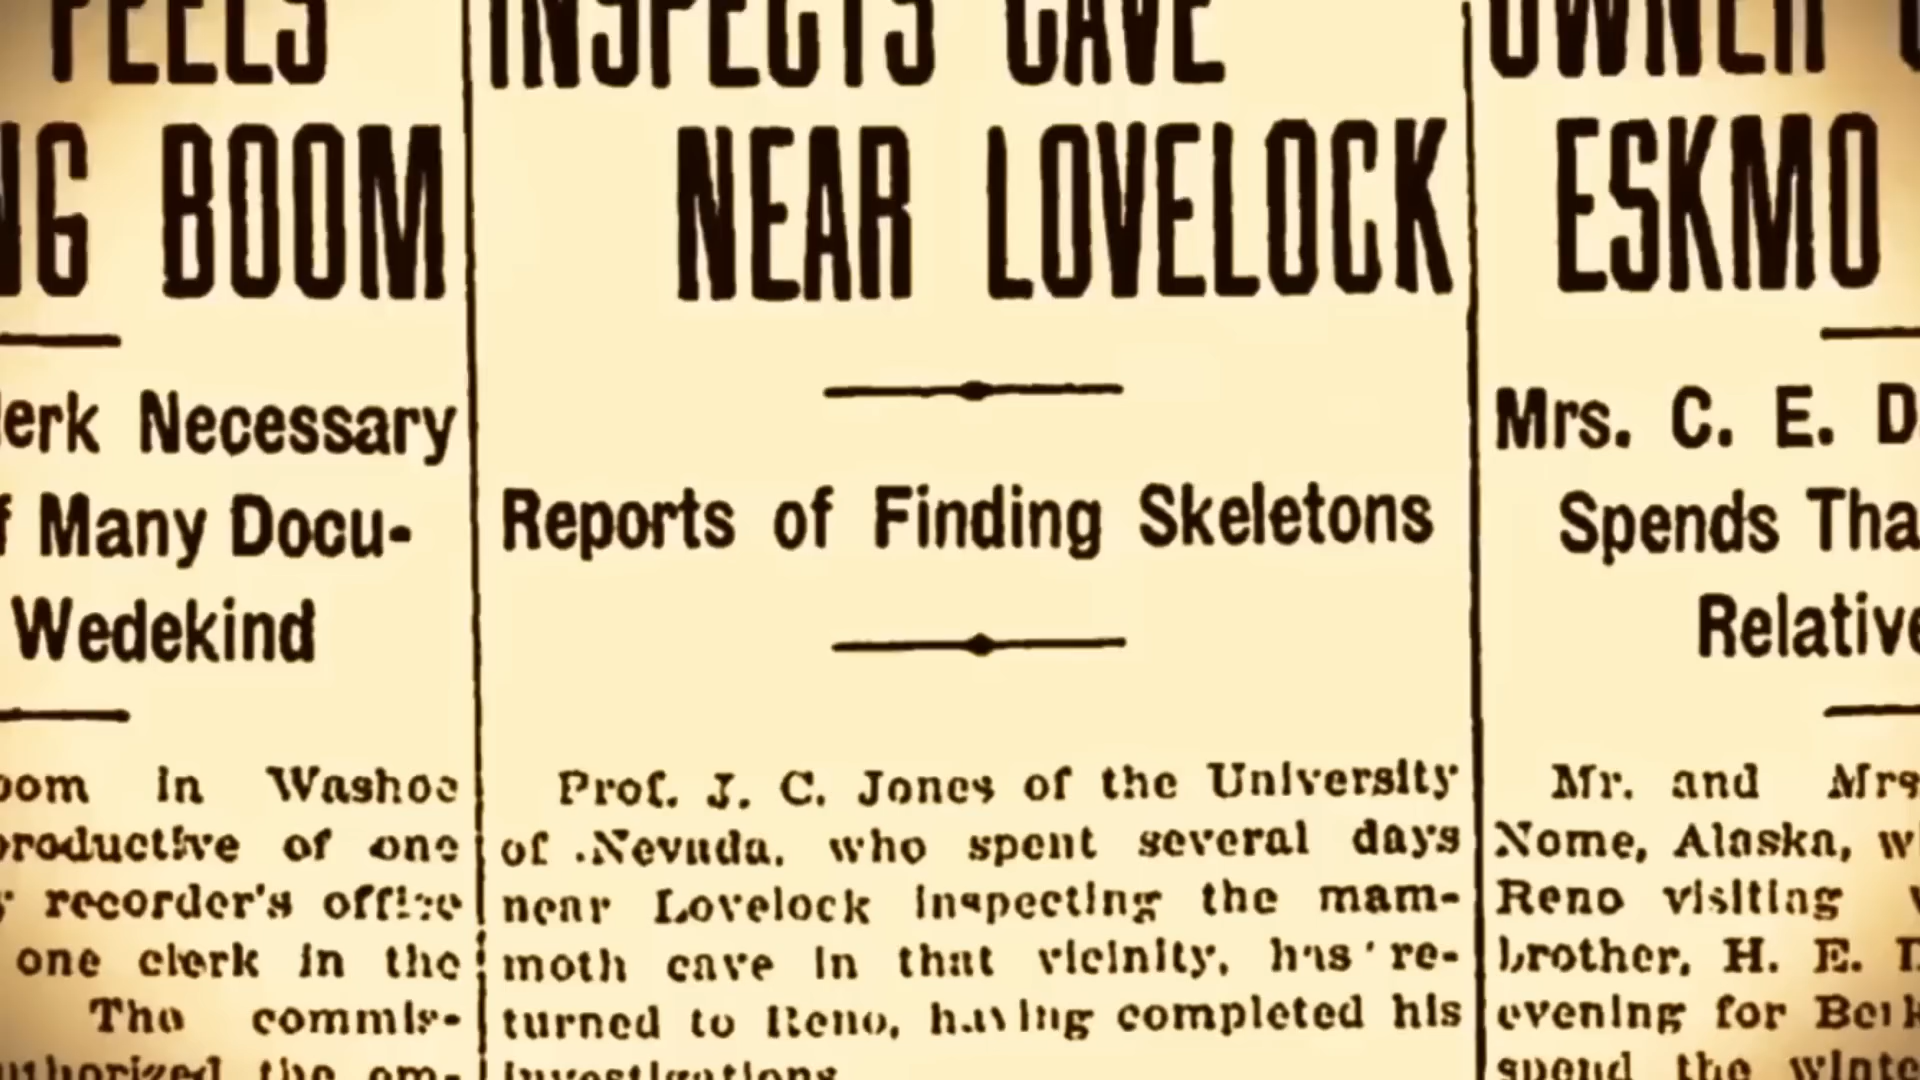 FEELS
NG BOOM
lerk Necessary
f Many Docu-
Wedekind
oom in Washoe
productive of one
recorder's office
one clerk in the
The commis-
uthorized the em-
INSPECTS CAVE
NEAR LOVELOCK
Reports of Finding Skeletons
Prof. J. C. Jones of the University
of Nevada, who spent several days
near Lovelock inspecting the mam-
moth cave in that vicinity, has re-
turned to Reno, having completed his
investigations
OWNER
ESKMO
Mrs. C. E. D
Spends Tha
Relative
Mr. and Mrs
Nome, Alaska, w
Reno visiting
brother, H. E.
evening for Berk
spend the winte